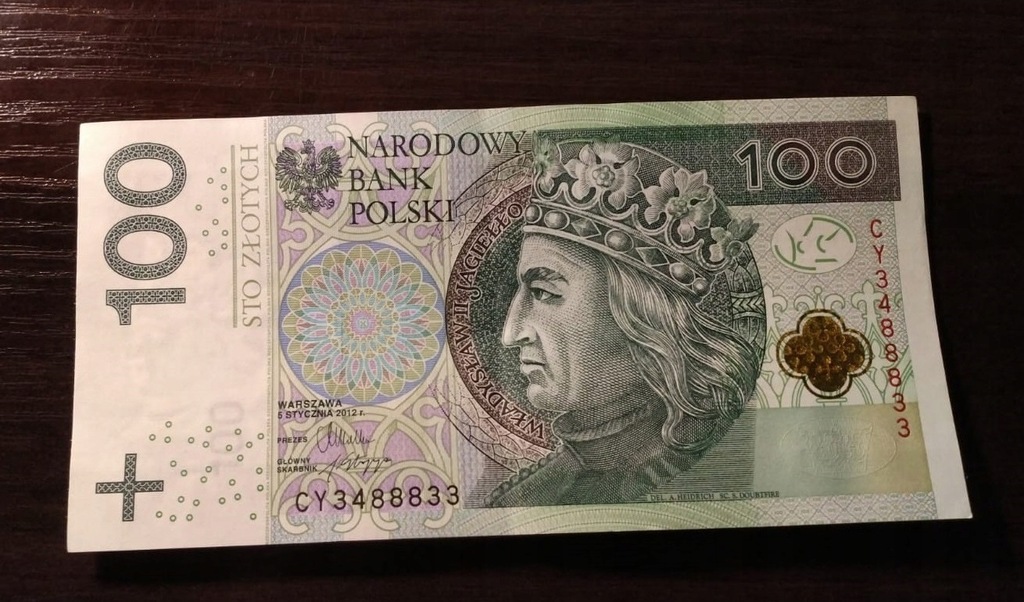 100
STO ZŁOTYCH
NARODOWY
BANK
POLSKI
100
WŁADYSŁAW II JAGIEŁŁO
WARSZAWA
5 STYCZNIA 2012 r.
PREZES
GŁÓWNY
SKARBNIK
CY3488833
CY3488833
DEL. A. HEIDRICH SC. S. DOUBTFIRE